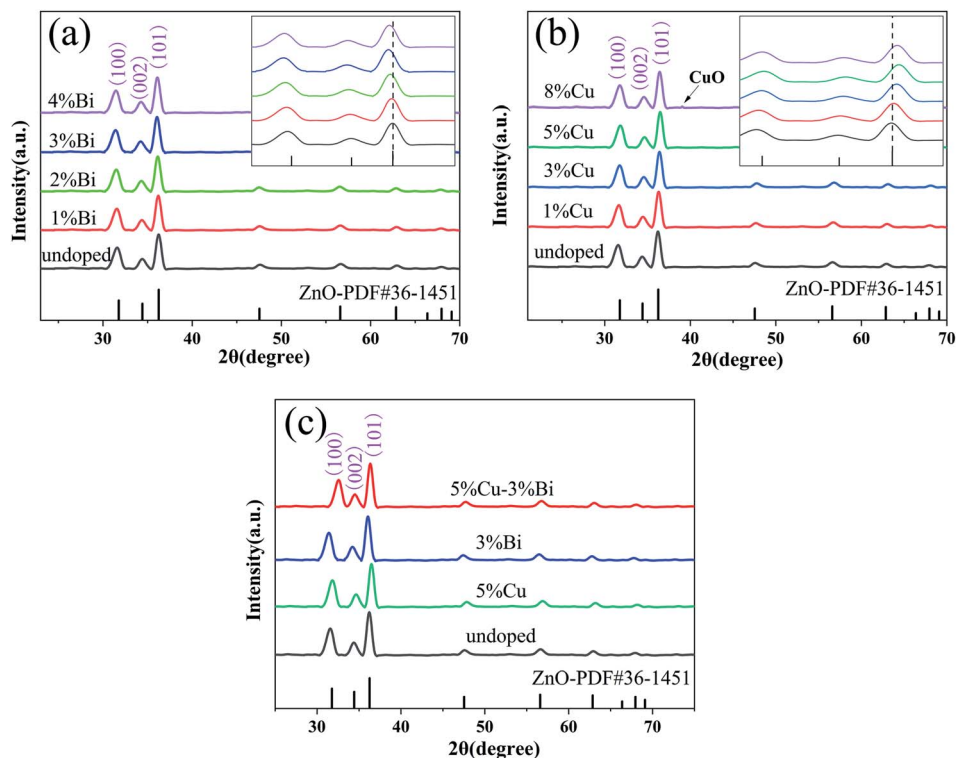 (a)
(100)
(002)
(101)
4%Bi
3%Bi
2%Bi
1%Bi
undoped
ZnO-PDF#36-1451
Intensity(a.u.)
30
40
50
60
70
2θ(degree)
(b)
(100)
(002)
(101)
CuO
8%Cu
5%Cu
3%Cu
1%Cu
undoped
ZnO-PDF#36-1451
Intensity(a.u.)
30
40
50
60
70
2θ(degree)
(c)
(100)
(002)
(101)
5%Cu-3%Bi
3%Bi
5%Cu
undoped
ZnO-PDF#36-1451
Intensity(a.u.)
30
40
50
60
70
2θ(degree)